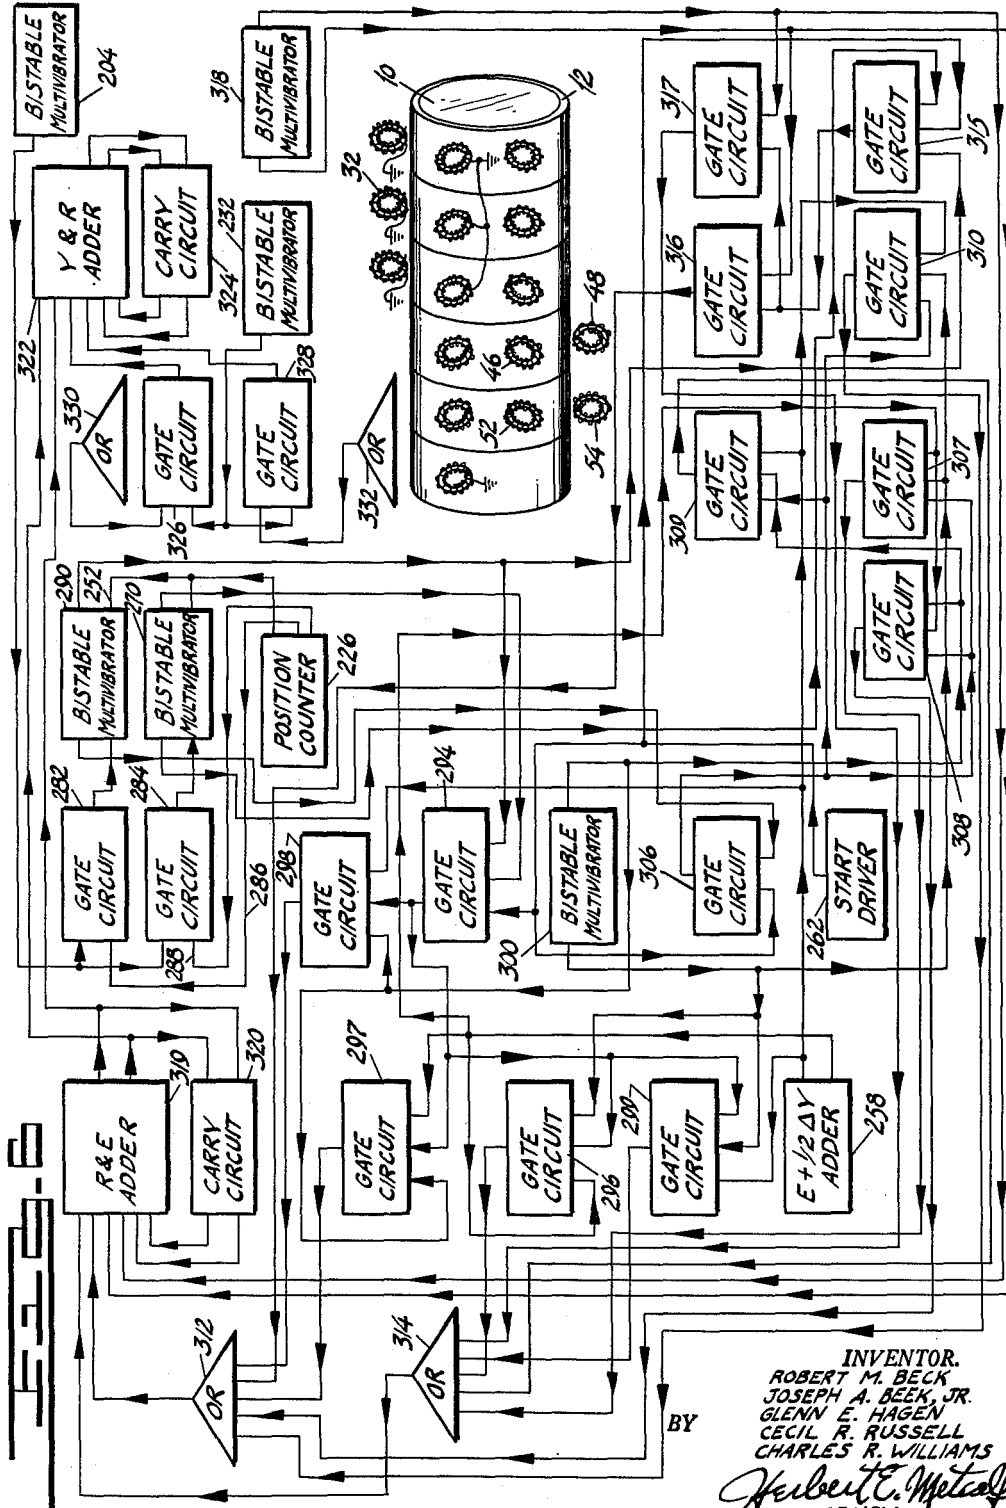 BISTABLE
MULTIVIBRATOR
204
Y & R
ADDER
322
CARRY
CIRCUIT
324
BISTABLE
MULTIVIBRATOR
232
318
BISTABLE
MULTIVIBRATOR
330
OR
GATE
CIRCUIT
326
GATE
CIRCUIT
328
332
OR
10
12
32
46
48
52
54
317
GATE
CIRCUIT
316
GATE
CIRCUIT
GATE
CIRCUIT
315
GATE
CIRCUIT
310
309
GATE
CIRCUIT
GATE
CIRCUIT
307
GATE
CIRCUIT
308
290
252
270
BISTABLE
MULTIVIBRATOR
BISTABLE
MULTIVIBRATOR
POSITION
COUNTER
226
282
GATE
CIRCUIT
284
GATE
CIRCUIT
286
288
298
GATE
CIRCUIT
294
GATE
CIRCUIT
BISTABLE
MULTIVIBRATOR
300
306
GATE
CIRCUIT
262
START
DRIVER
R & E
ADDER
319
CARRY
CIRCUIT
320
297
GATE
CIRCUIT
GATE
CIRCUIT
296
299
GATE
CIRCUIT
E + 1/2 ΔY
ADDER
258
312
OR
314
OR
INVENTOR.
ROBERT M. BECK
JOSEPH A. BEEK, JR.
GLENN E. HAGEN
CECIL R. RUSSELL
CHARLES R. WILLIAMS
BY
Herbert E. Metcalf